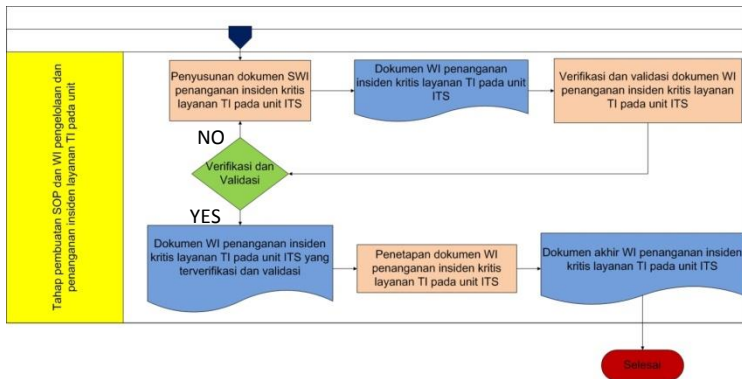 Tahap pembuatan SOP dan WI pengelolaan dan
penanganan insiden layanan TI pada unit
Penyusunan dokumen SWI
penanganan insiden kritis
layanan TI pada unit ITS
Dokumen WI penanganan
insiden kritis layanan TI pada unit
ITS
Verifikasi dan validasi dokumen WI
penanganan insiden kritis layanan
TI pada unit ITS
NO
Verifikasi dan
Validasi
YES
Dokumen WI penanganan insiden
kritis layanan TI pada unit ITS yang
terverifikasi dan validasi
Penetapan dokumen WI
penanganan insiden kritis
layanan TI pada unit ITS
Dokumen akhir WI penanganan insiden
kritis layanan TI pada unit ITS
Selesai